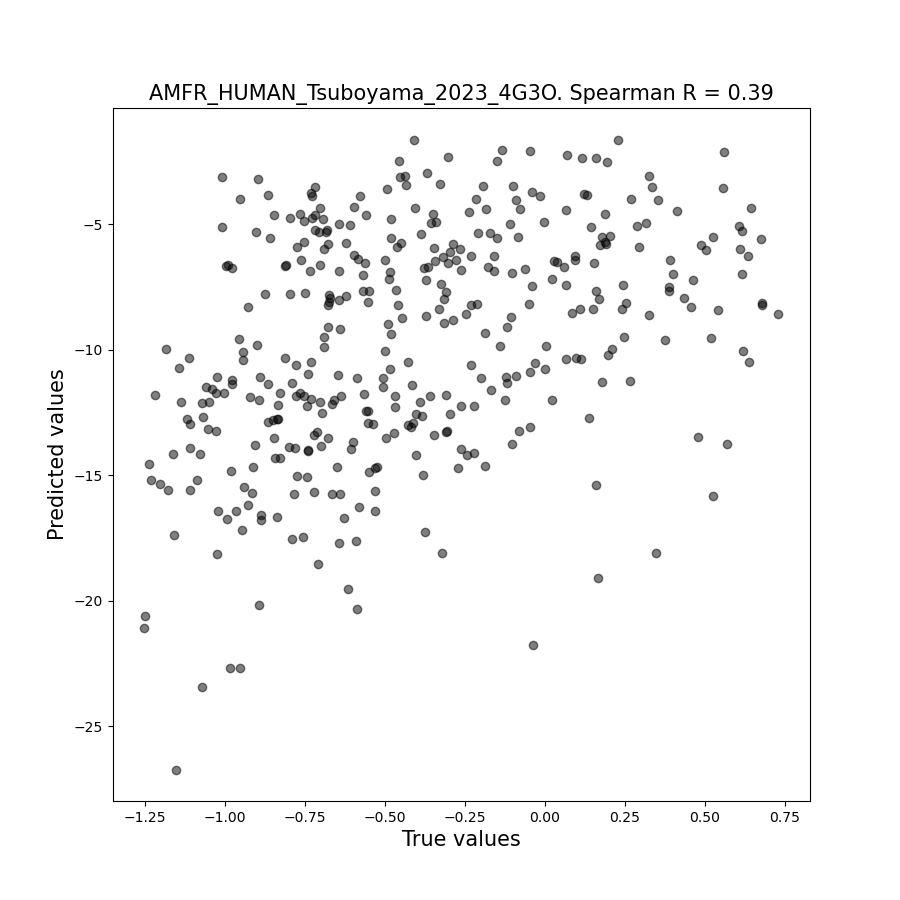 AMFR_HUMAN_Tsuboyama_2023_4G3O. Spearman R = 0.39
Predicted values
−5
−10
−15
−20
−25
−1.25 −1.00 −0.75 −0.50 −0.25 0.00 0.25 0.50 0.75
True values